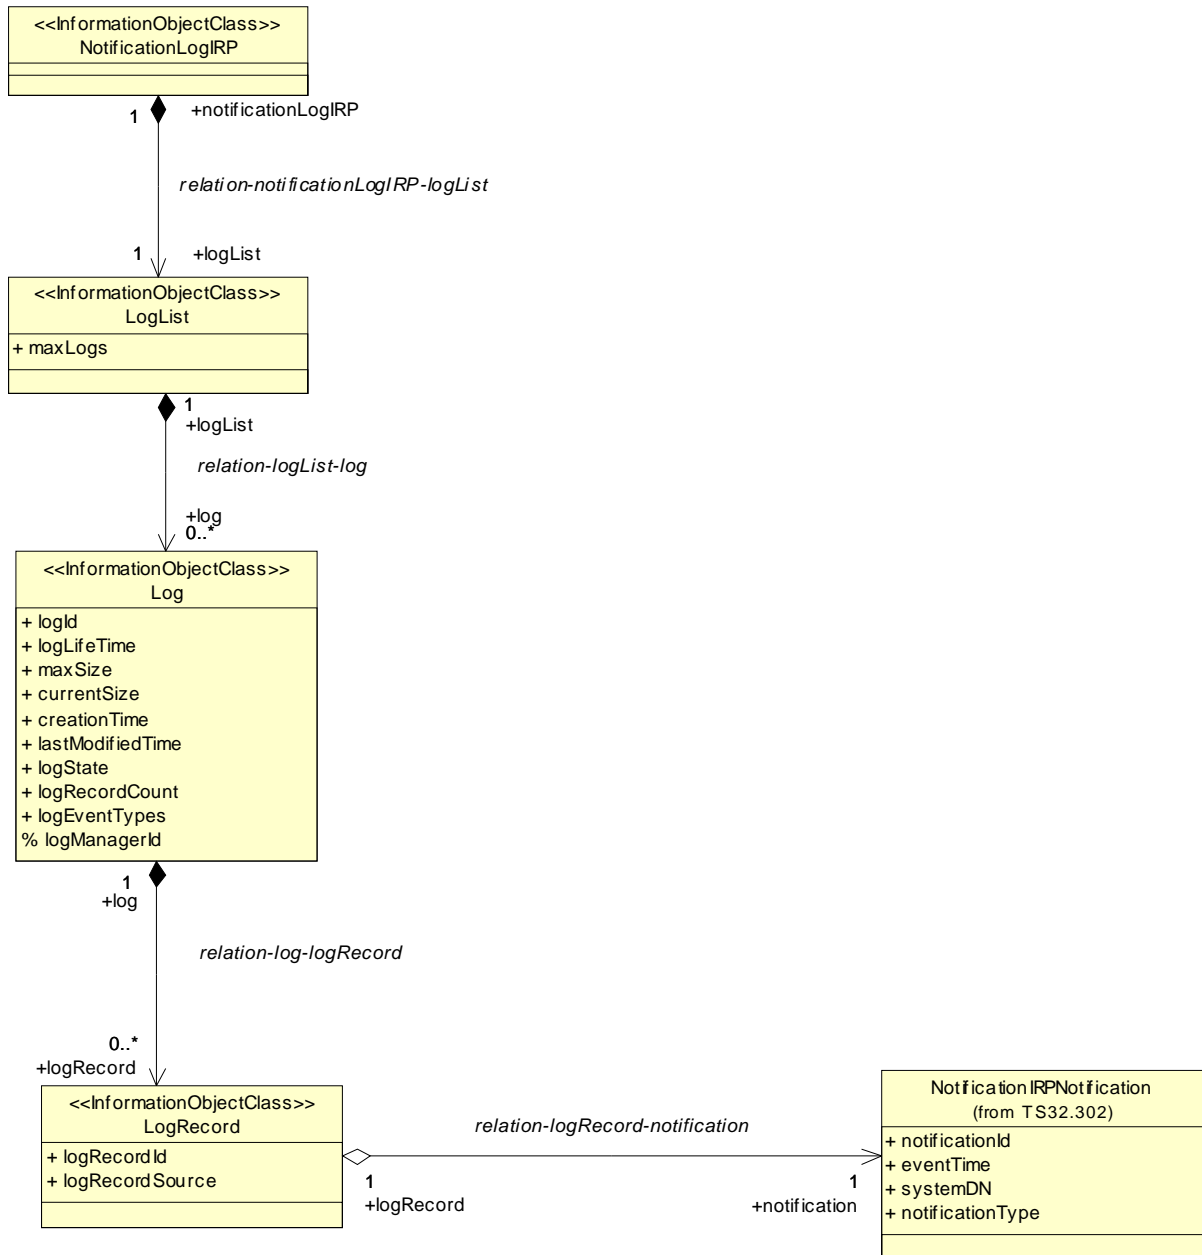 <<InformationObjectClass>>
NotificationLogIRP
1
+notificationLogIRP
relation-notificationLogIRP-logList
1
+logList
<<InformationObjectClass>>
LogList
+ maxLogs
1
+logList
relation-logList-log
+log
0..*
<<InformationObjectClass>>
Log
+ logId
+ logLifeTime
+ maxSize
+ currentSize
+ creationTime
+ lastModifiedTime
+ logState
+ logRecordCount
+ logEventTypes
% logManagerId
1
+log
relation-log-logRecord
0..*
+logRecord
<<InformationObjectClass>>
LogRecord
+ logRecordId
+ logRecordSource
relation-logRecord-notification
1
+logRecord
1
+notification
NotificationIRPNotification
(from TS32.302)
+ notificationId
+ eventTime
+ systemDN
+ notificationType